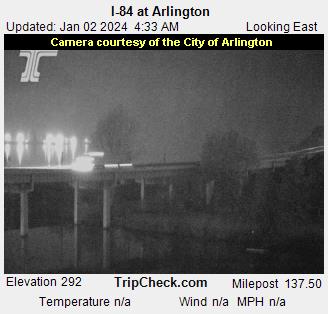 I-84 at Arlington
Updated: Jan 02 2024 4:33 AM Looking East
Camera courtesy of the City of Arlington
Elevation 292 TripCheck.com Milepost 137.50
Temperature n/a Wind n/a MPH n/a